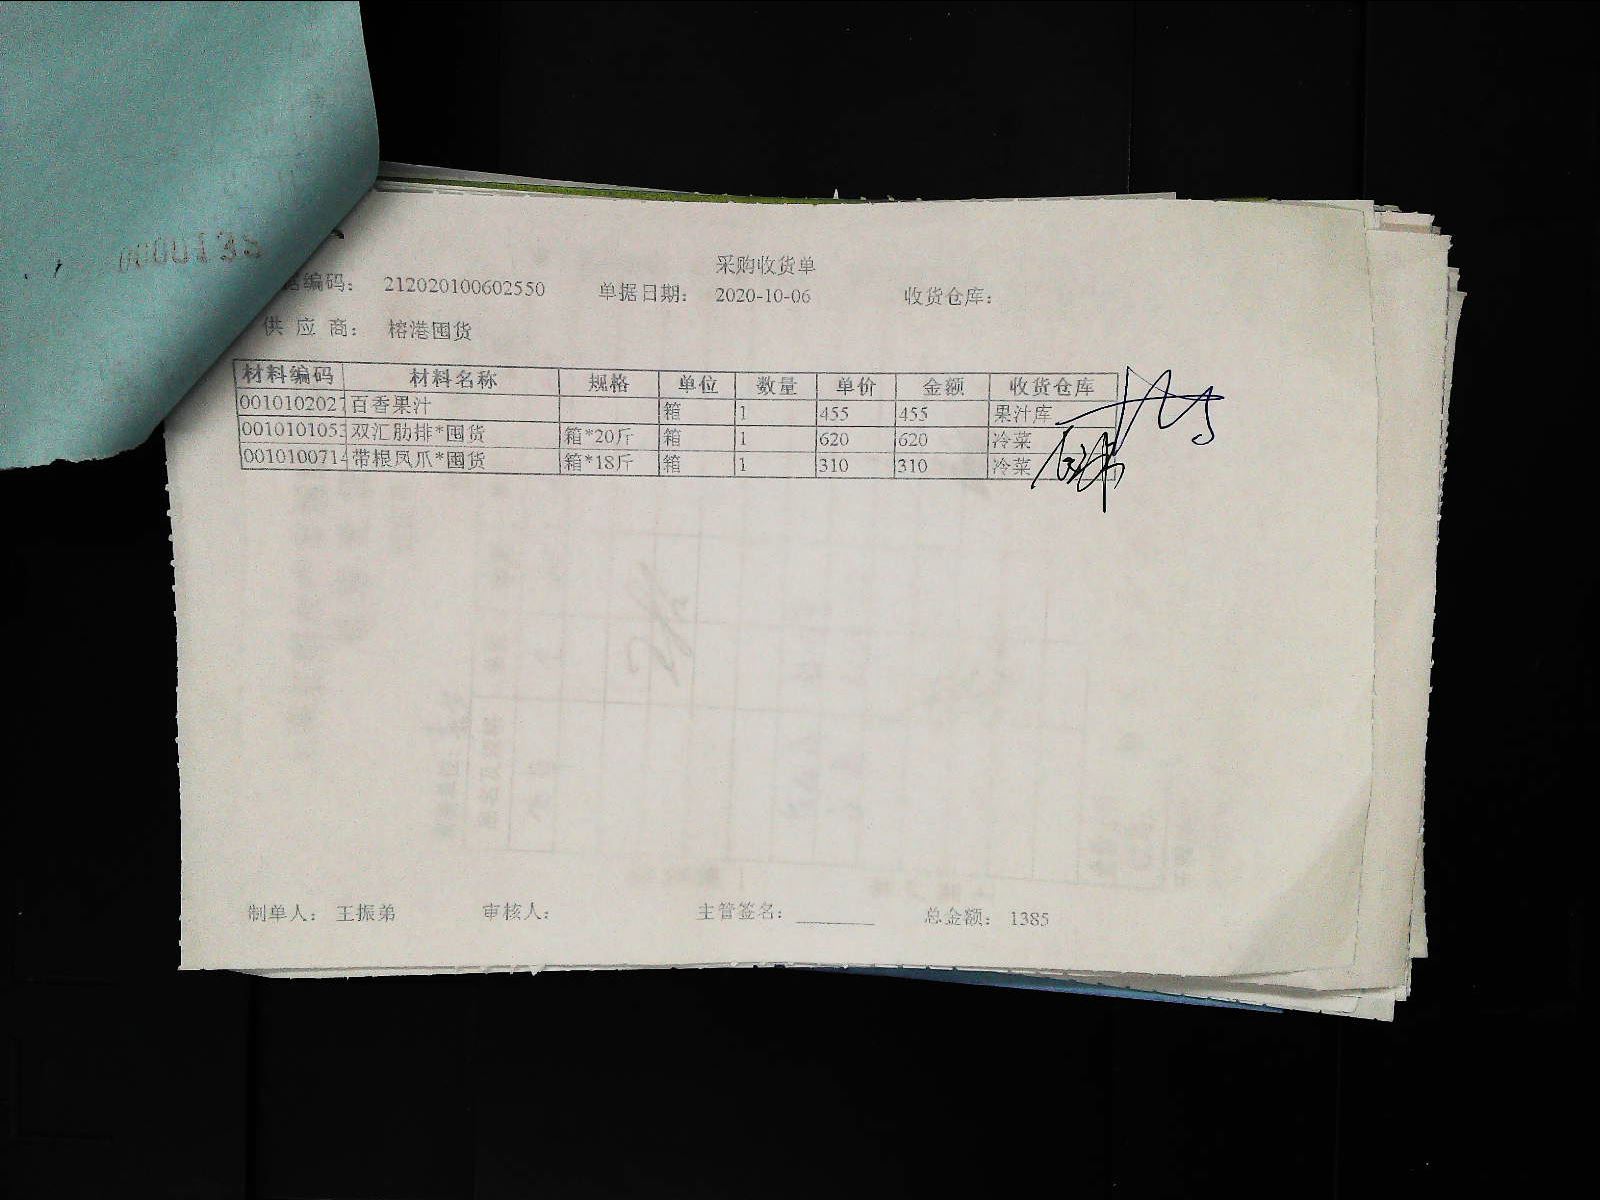 采购收货单
编码： 212020100602550 单据日期： 2020-10-06 收货仓库：
供 应 商： 榕港囤货
材料编码 材料名称 规格 单位 数量 单价 金额 收货仓库
0010102027 百香果汁 箱 1 455 455 果汁库
0010101053 双汇肋排*囤货 箱*20斤 箱 1 620 620 冷菜
0010100714 带根凤爪*囤货 箱*18斤 箱 1 310 310 冷菜
制单人： 王振弟 审核人： 主管签名： 总金额： 1385